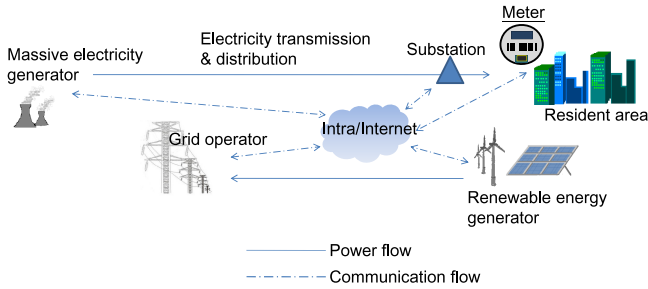 Meter
Massive electricity
generator
Electricity transmission
& distribution
Substation
Resident area
Intra/Internet
Grid operator
Renewable energy
generator
Power flow
Communication flow